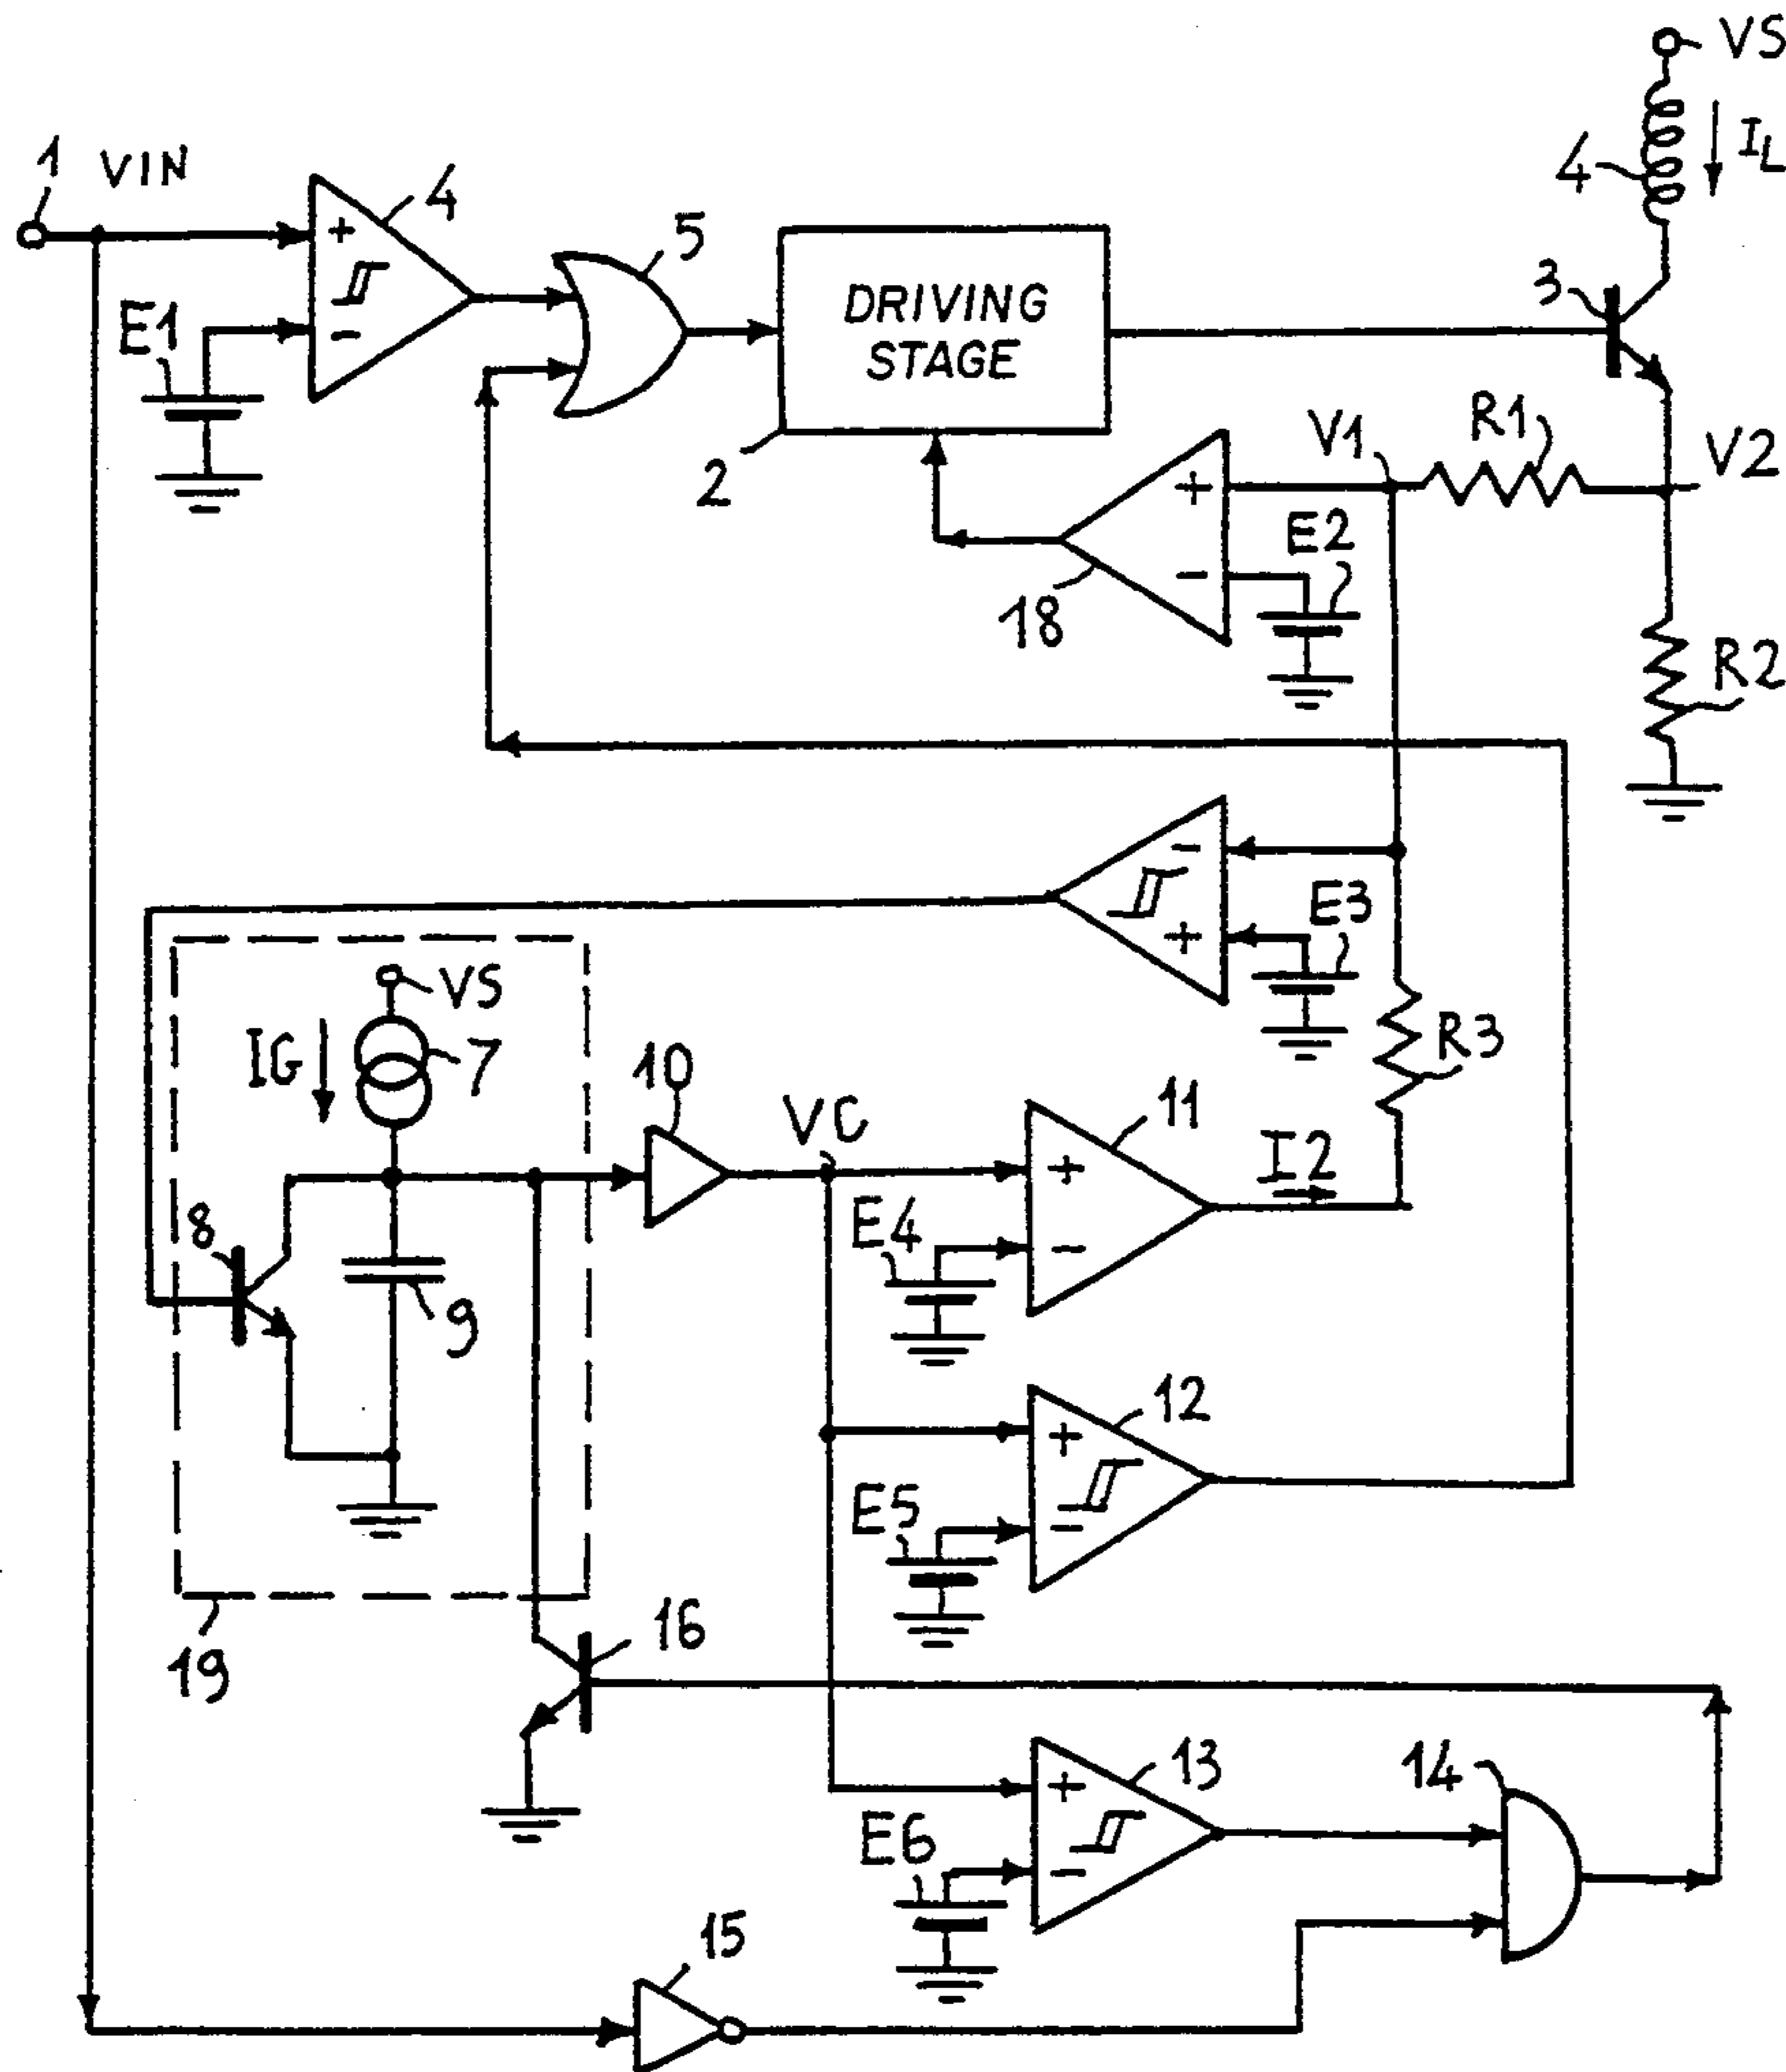 VS
1 VIN
4
4
IL
5
3
E1
DRIVING
STAGE
2
V1
R1
V2
+
-
+
-
E2
18
R2
-
+
E3
VS
IG
7
10
VC
11
R3
+
-
I2
E4
8
9
12
+
-
E5
16
19
13
14
+
-
E6
15